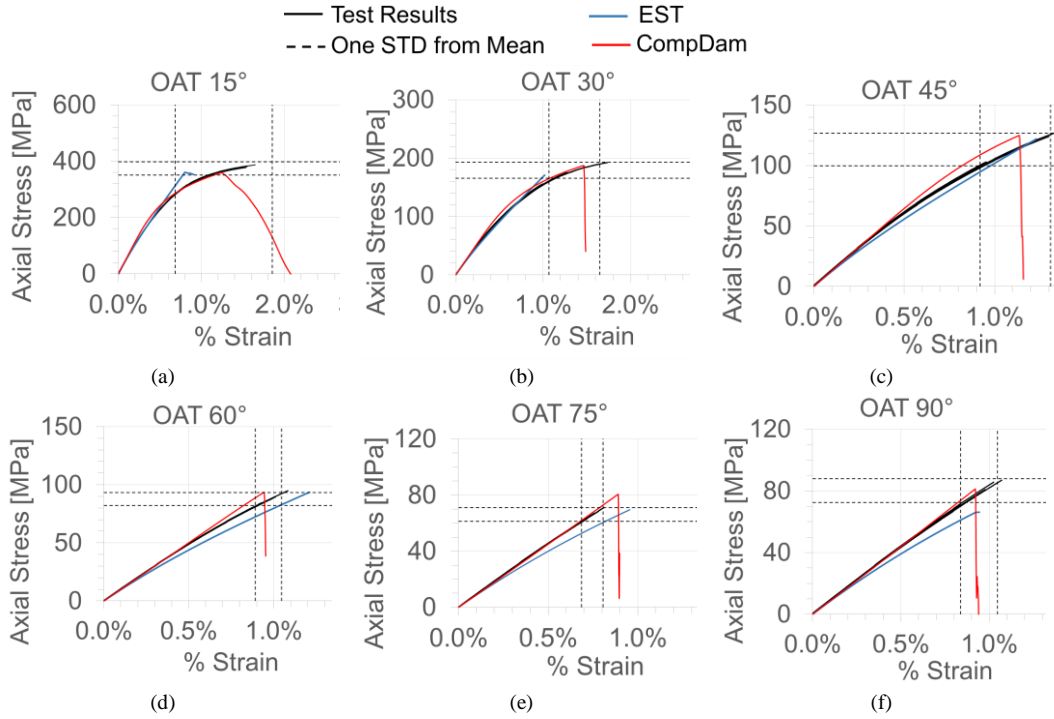 Test Results EST
One STD from Mean CompDam
OAT 15° OAT 30° OAT 45°
Axial Stress [MPa]
600
400
200
0
0.0% 1.0% 2.0%
% Strain
(a)
Axial Stress [MPa]
300
200
100
0
0.0% 1.0% 2.0%
% Strain
(b)
Axial Stress [MPa]
150
100
50
0
0.0% 0.5% 1.0%
% Strain
(c)
OAT 60° OAT 75° OAT 90°
Axial Stress [MPa]
150
100
50
0
0.0% 0.5% 1.0%
% Strain
(d)
Axial Stress [MPa]
120
80
40
0
0.0% 0.5% 1.0%
% Strain
(e)
Axial Stress [MPa]
120
80
40
0
0.0% 0.5% 1.0%
% Strain
(f)